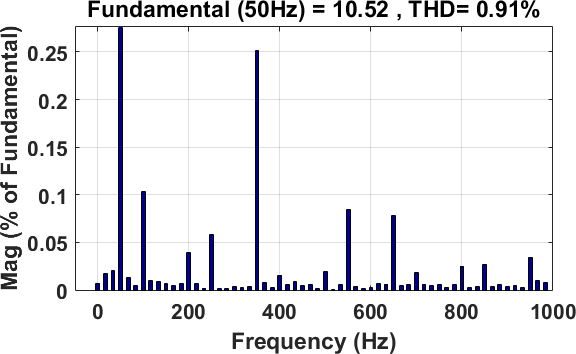 Fundamental (50Hz) = 10.52 , THD= 0.91%
Mag (% of Fundamental)
0.25
0.2
0.15
0.1
0.05
0
0 200 400 600 800 1000
Frequency (Hz)